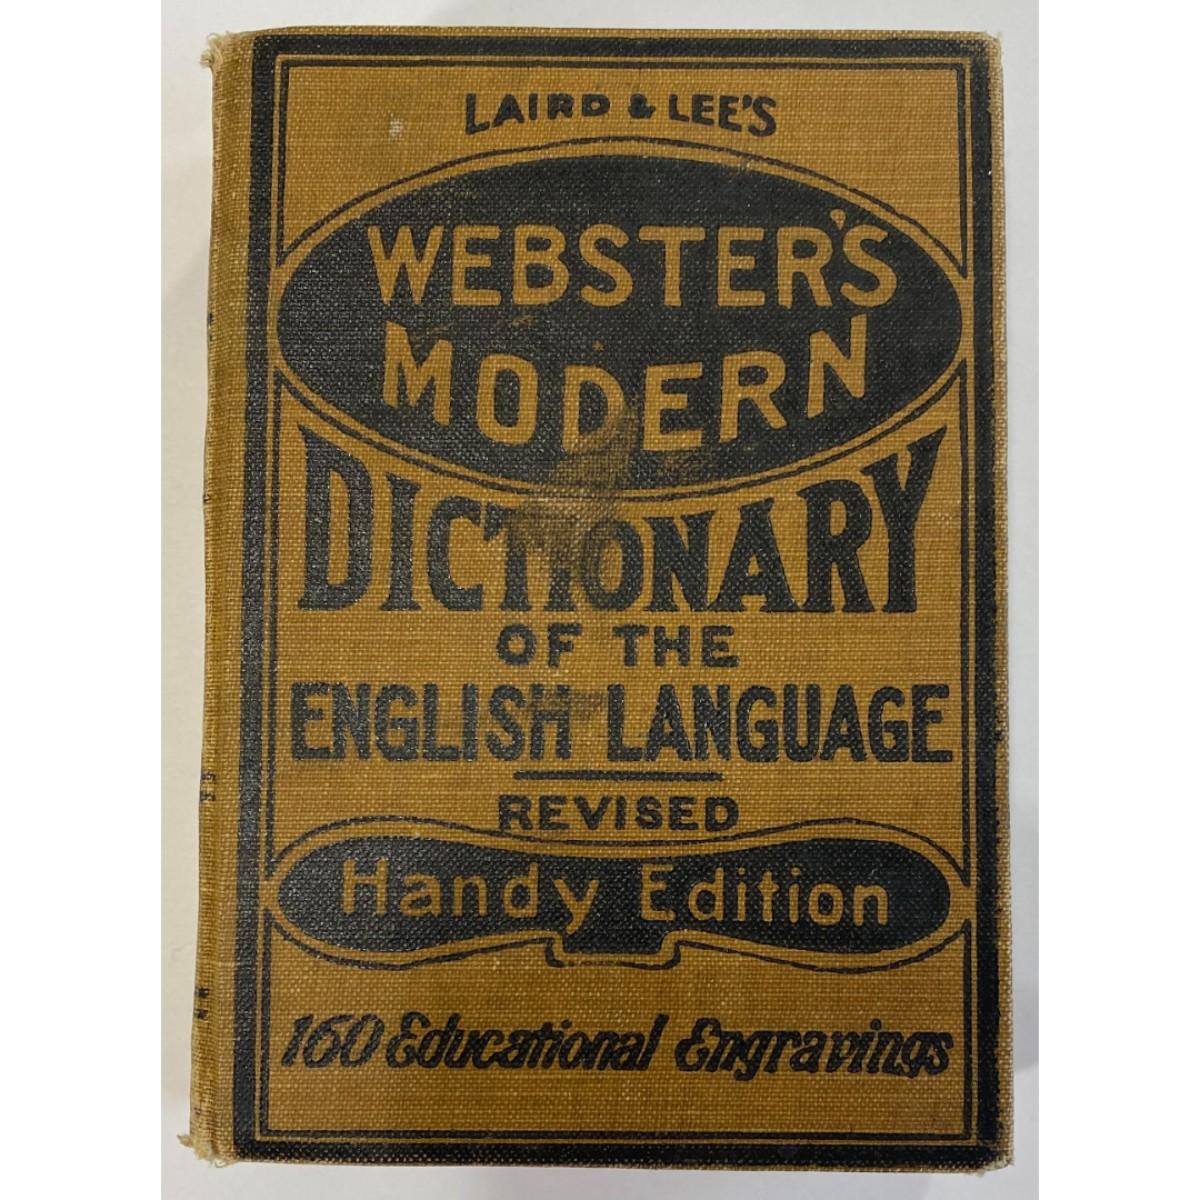 LAIRD & LEE'S
WEBSTER'S
MODERN
DICTIONARY
OF THE
ENGLISH LANGUAGE
REVISED
Handy Edition
160 Educational Engravings